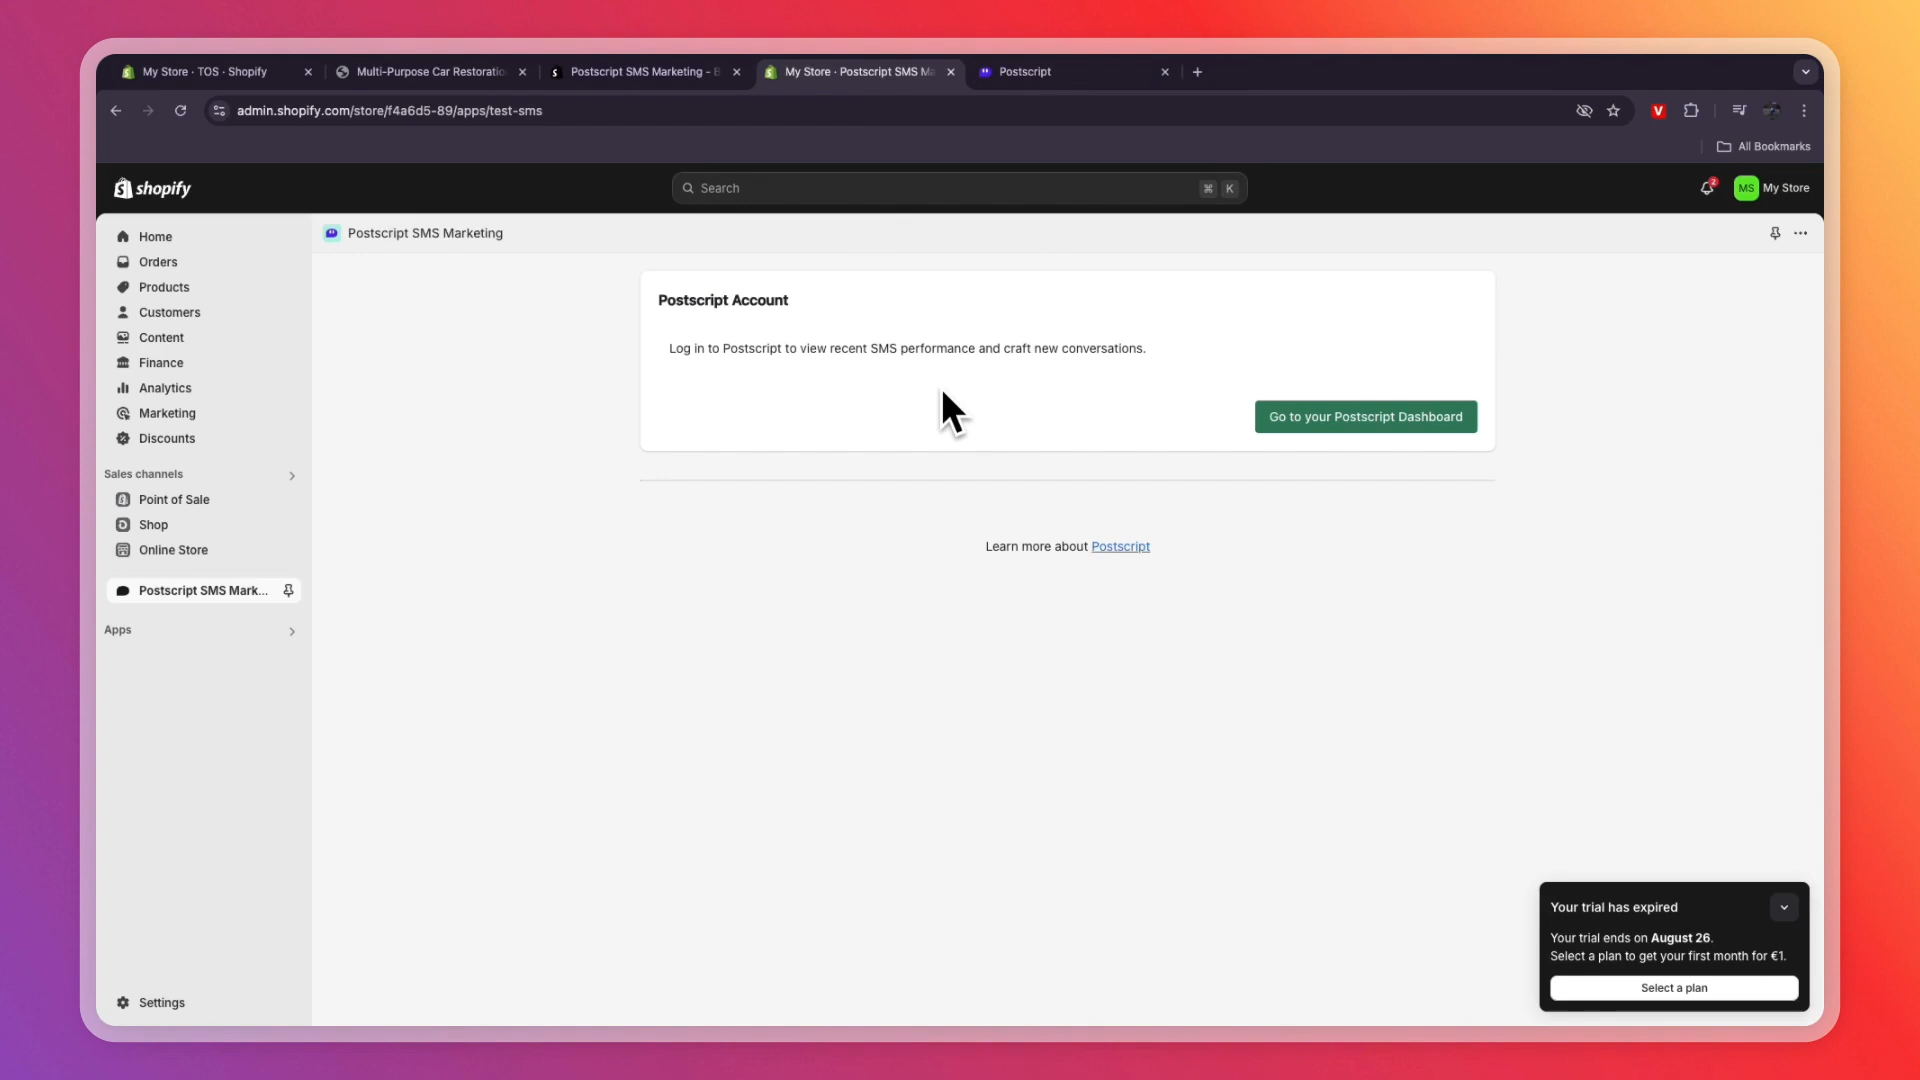 My Store · TOS · Shopify
Multi-Purpose Car Restoratio
Postscript SMS Marketing -
My Store · Postscript SMS Ma
Postscript
admin.shopify.com/store/f4a6d5-89/apps/test-sms
V
All Bookmarks
shopify
Search
⌘ K
2
MS
My Store
Home
Orders
Products
Customers
Content
Finance
Analytics
Marketing
Discounts
Sales channels
Point of Sale
Shop
Online Store
Postscript SMS Mark...
Apps
Settings
Postscript SMS Marketing
Postscript Account
Log in to Postscript to view recent SMS performance and craft new conversations.
Go to your Postscript Dashboard
Learn more about Postscript
Your trial has expired
Your trial ends on August 26.
Select a plan to get your first month for €1.
Select a plan